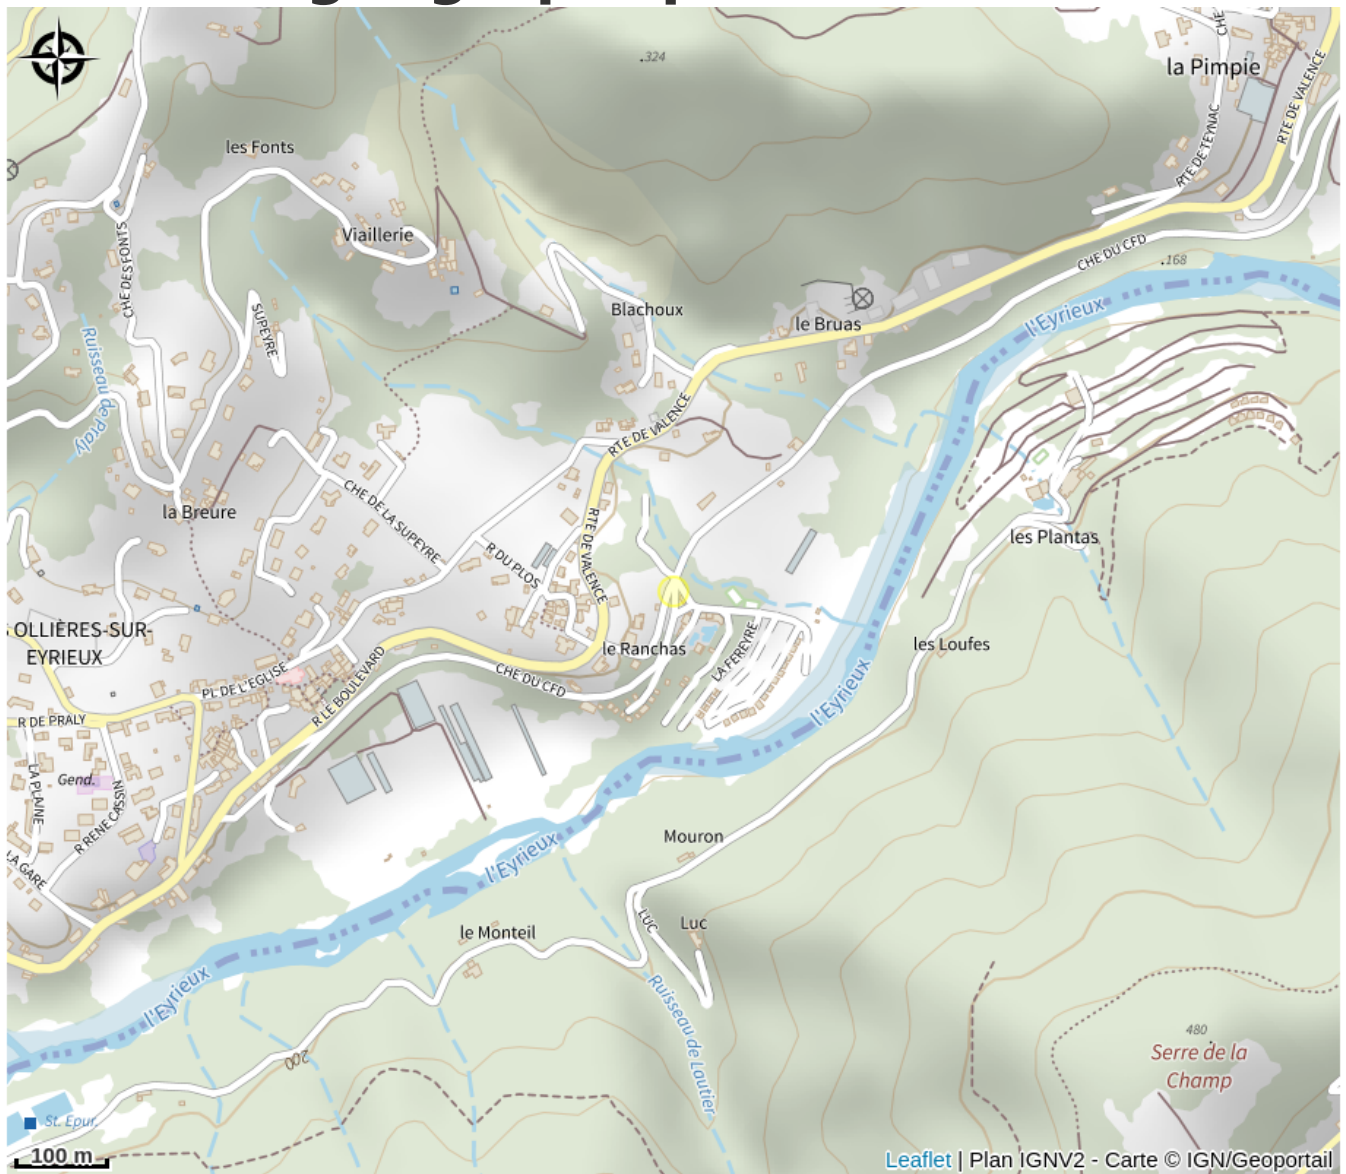 .324
la Pimpie
CHE
RTE DE VALENCE
les Fonts
RTE DE TEYNAC
CHE DES FONTS
Viaillerie
CHE DU CFD
.168
SUPEYRE
Blachoux
le Bruas
l'Eyrieux
Ruisseau de Praly
RTE DE VALENCE
la Breure
CHE DE LA SUPEYRE
R DU PLOS
RTE DE VALENCE
les Plantas
OLLIÈRES-SUR-
EYRIEUX
le Ranchas
LA FEREYRE
les Loufes
PL DE L'EGLISE
R LE BOULEVARD
CHE DU CFD
l'Eyrieux
R DE PRALY
LA PLAINE
Gend.
R RENE CASSIN
LA GARE
Mouron
l'Eyrieux
LUC
Luc
le Monteil
l'Eyrieux
Ruisseau de Lautier
200
480
Serre de la
Champ
St. Epur.
100 m
Leaflet | Plan IGNV2 - Carte © IGN/Geoportail